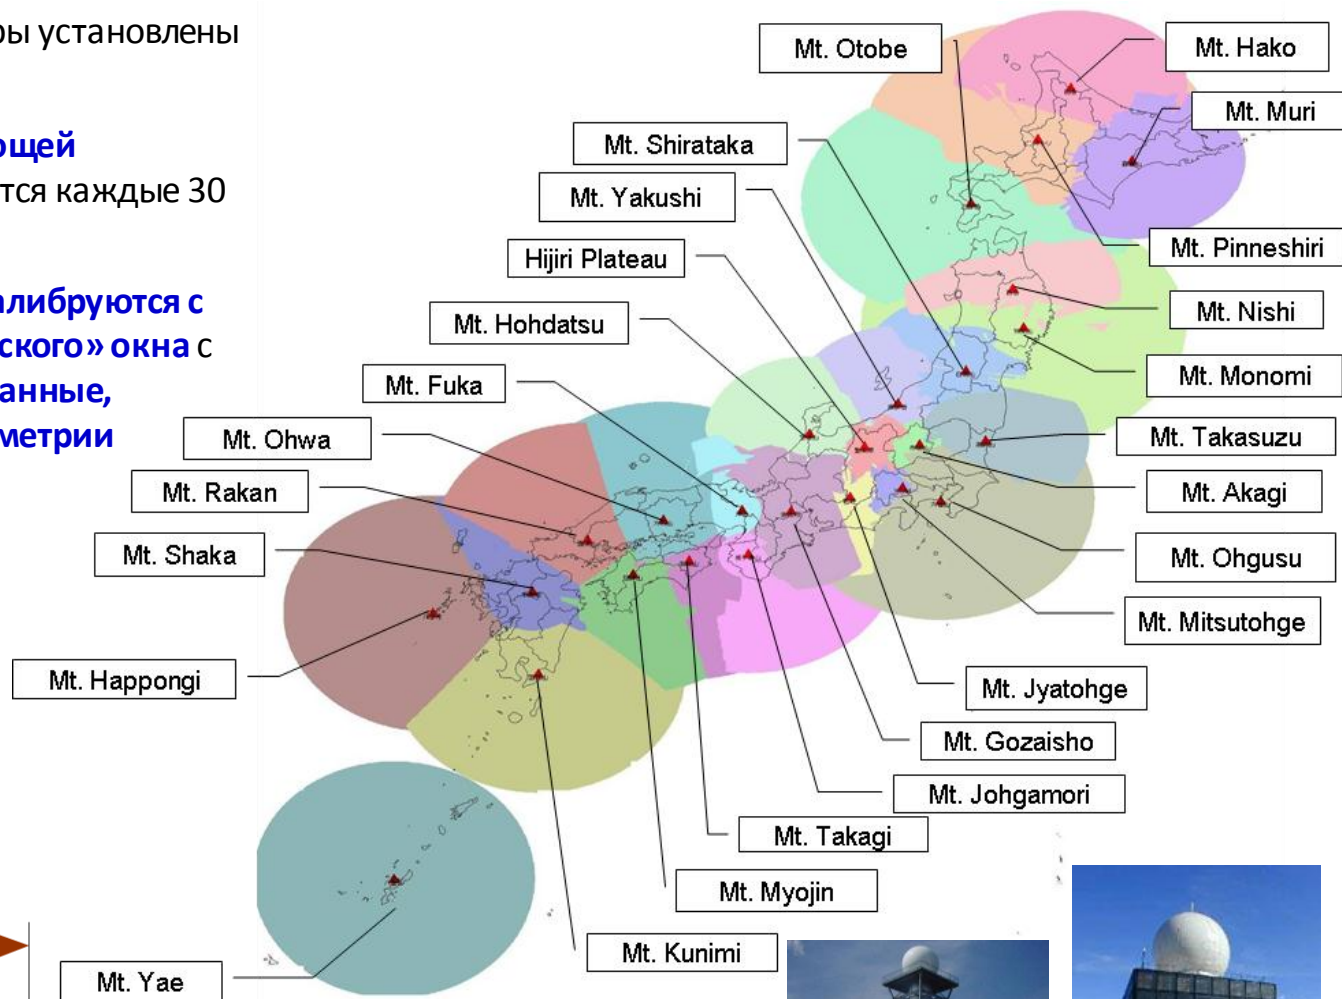 ры установлены
ющей
тся каждые 30
алибруются с
ского» окна с
анные,
метрии
Mt. Otobe
Mt. Hako
Mt. Muri
Mt. Shirataka
Mt. Yakushi
Hijiri Plateau
Mt. Pinneshiri
Mt. Nishi
Mt. Hohdatsu
Mt. Monomi
Mt. Fuka
Mt. Ohwa
Mt. Takasuzu
Mt. Rakan
Mt. Akagi
Mt. Shaka
Mt. Ohgusu
Mt. Mitsutohge
Mt. Happongi
Mt. Jyatohge
Mt. Gozaisho
Mt. Johgamori
Mt. Takagi
Mt. Myojin
Mt. Kunimi
Mt. Yae